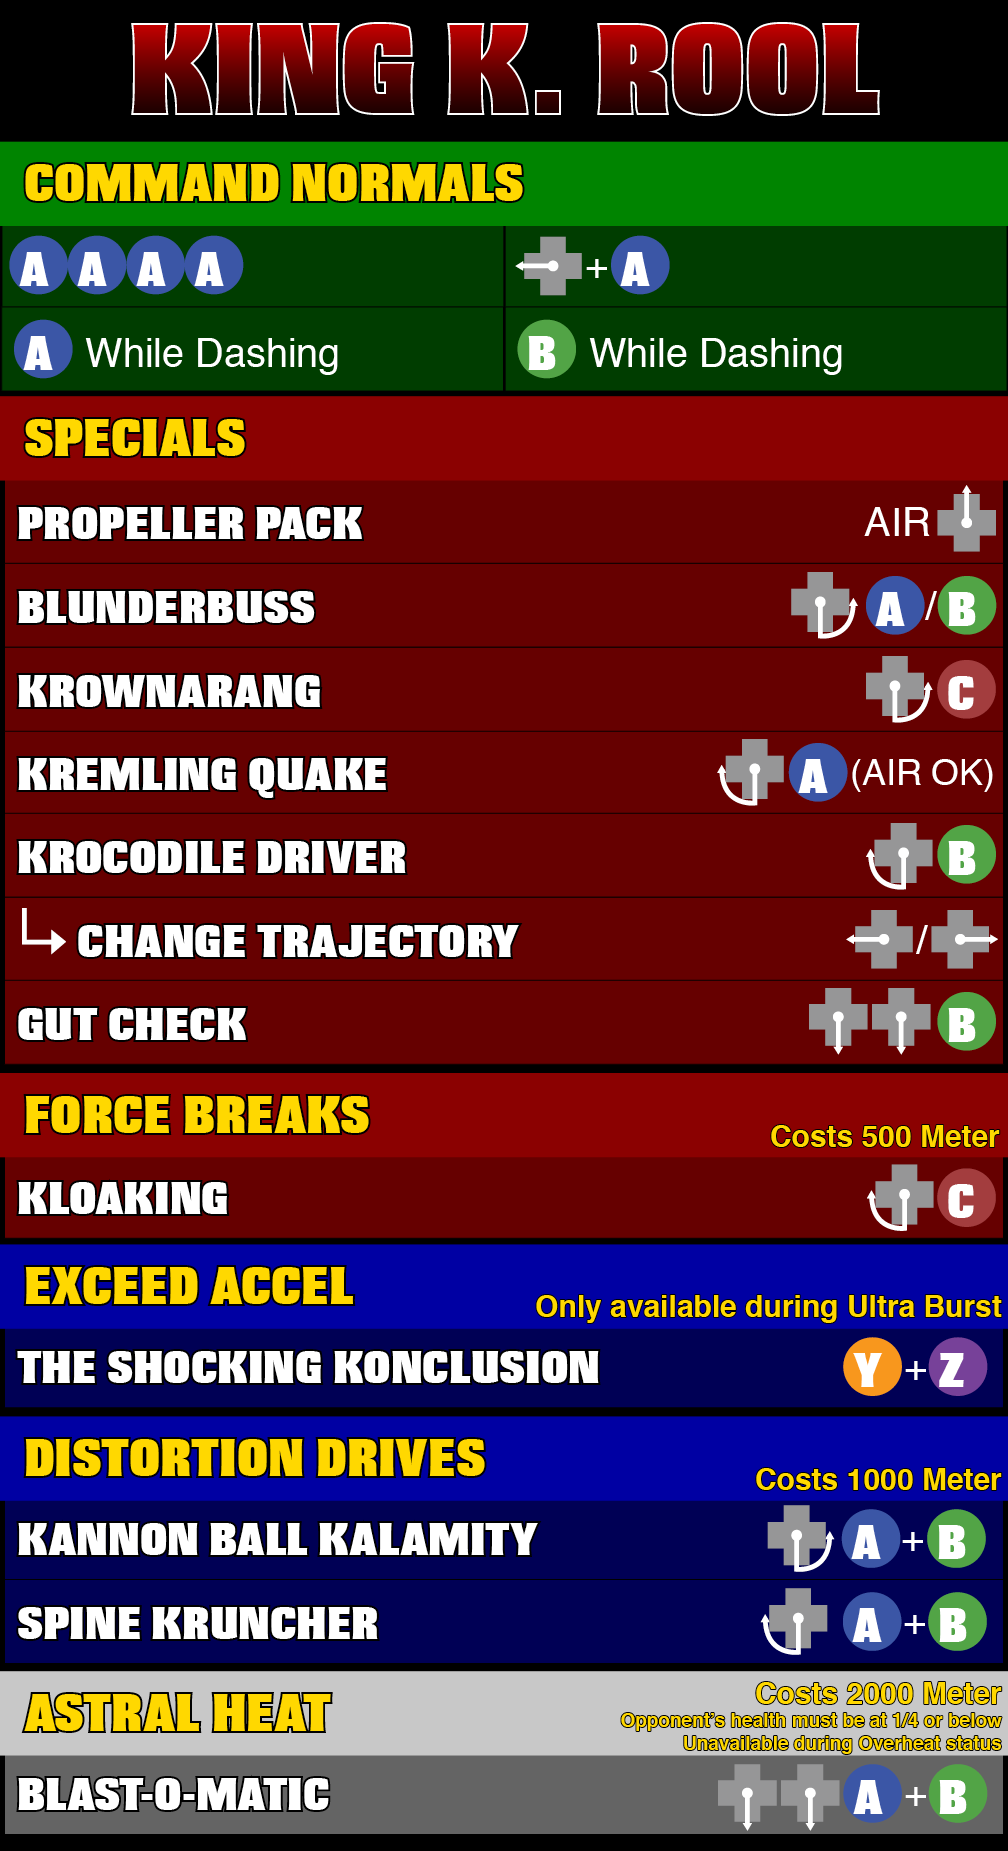 KING K. ROOL
COMMAND NORMALS
A A A A
+ A
A While Dashing
B While Dashing
SPECIALS
PROPELLER PACK AIR
BLUNDERBUSS A / B
KROWNARANG C
KREMLING QUAKE A (AIR OK)
KROCODILE DRIVER B
CHANGE TRAJECTORY /
GUT CHECK B
FORCE BREAKS Costs 500 Meter
KLOAKING C
EXCEED ACCEL Only available during Ultra Burst
THE SHOCKING KONCLUSION Y + Z
DISTORTION DRIVES Costs 1000 Meter
KANNON BALL KALAMITY A + B
SPINE KRUNCHER A + B
ASTRAL HEAT Costs 2000 Meter
Opponent's health must be at 1/4 or below
Unavailable during Overheat status
BLAST-O-MATIC A + B